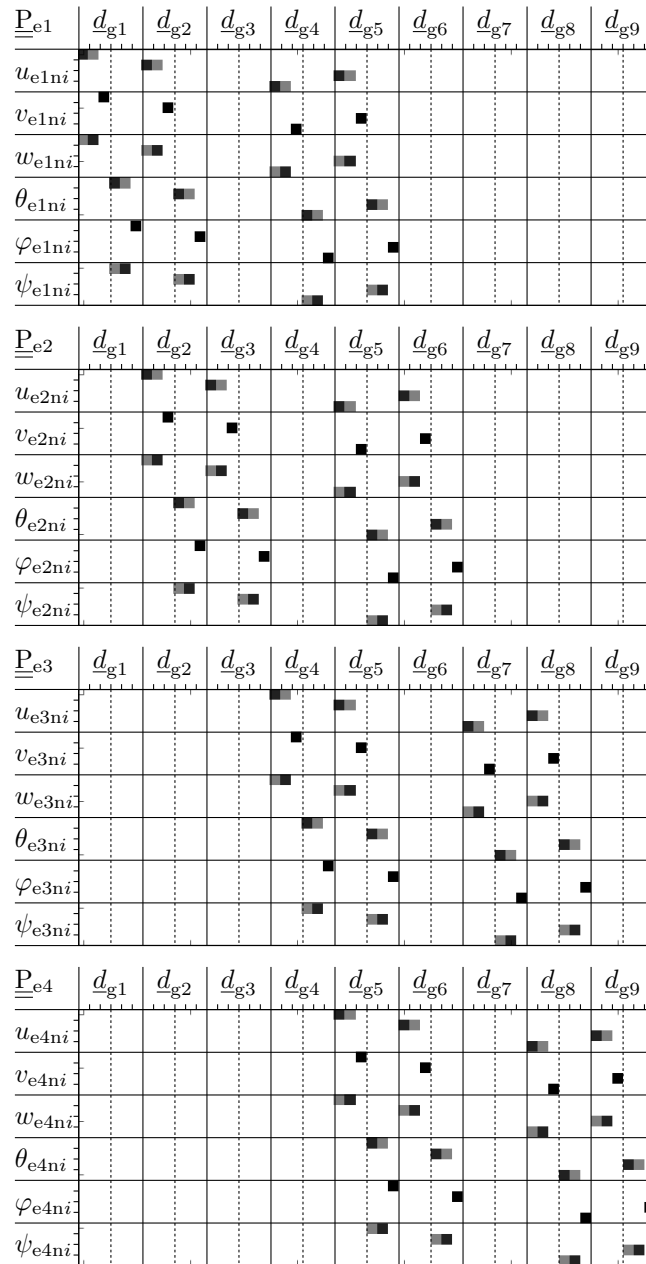 P_e1 d_g1 d_g2 d_g3 d_g4 d_g5 d_g6 d_g7 d_g8 d_g9
u_e1ni
v_e1ni
w_e1ni
θ_e1ni
φ_e1ni
ψ_e1ni
P_e2 d_g1 d_g2 d_g3 d_g4 d_g5 d_g6 d_g7 d_g8 d_g9
u_e2ni
v_e2ni
w_e2ni
θ_e2ni
φ_e2ni
ψ_e2ni
P_e3 d_g1 d_g2 d_g3 d_g4 d_g5 d_g6 d_g7 d_g8 d_g9
u_e3ni
v_e3ni
w_e3ni
θ_e3ni
φ_e3ni
ψ_e3ni
P_e4 d_g1 d_g2 d_g3 d_g4 d_g5 d_g6 d_g7 d_g8 d_g9
u_e4ni
v_e4ni
w_e4ni
θ_e4ni
φ_e4ni
ψ_e4ni